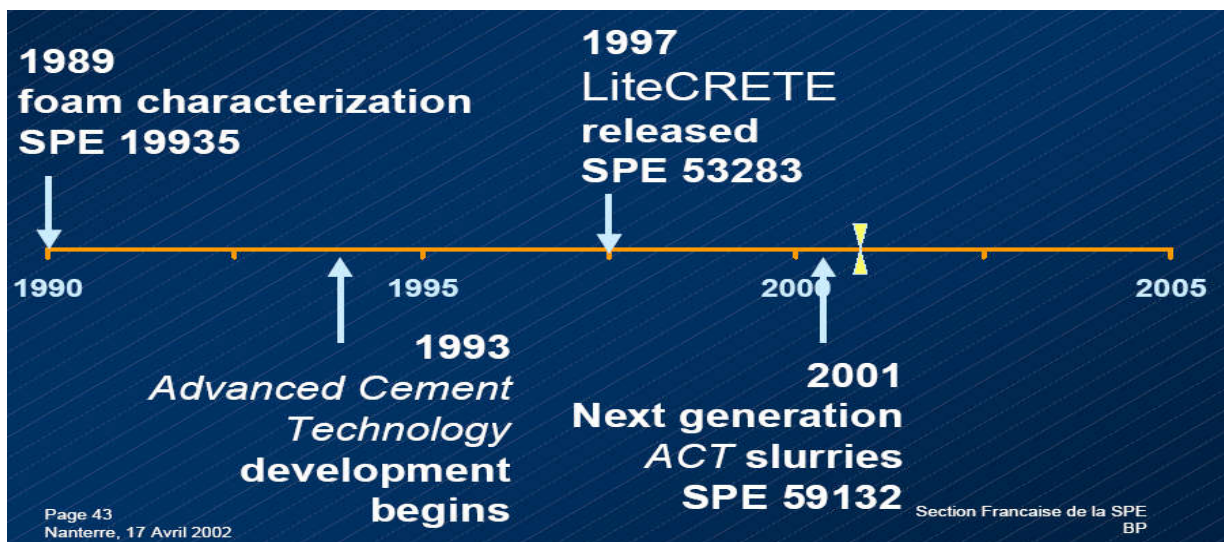 1989
foam characterization
SPE 19935
1997
LiteCRETE
released
SPE 53283
1990
1995
2000
2005
1993
Advanced Cement
Technology
development
begins
2001
Next generation
ACT slurries
SPE 59132
Page 43
Nanterre, 17 Avril 2002
Section Francaise de la SPE
BP